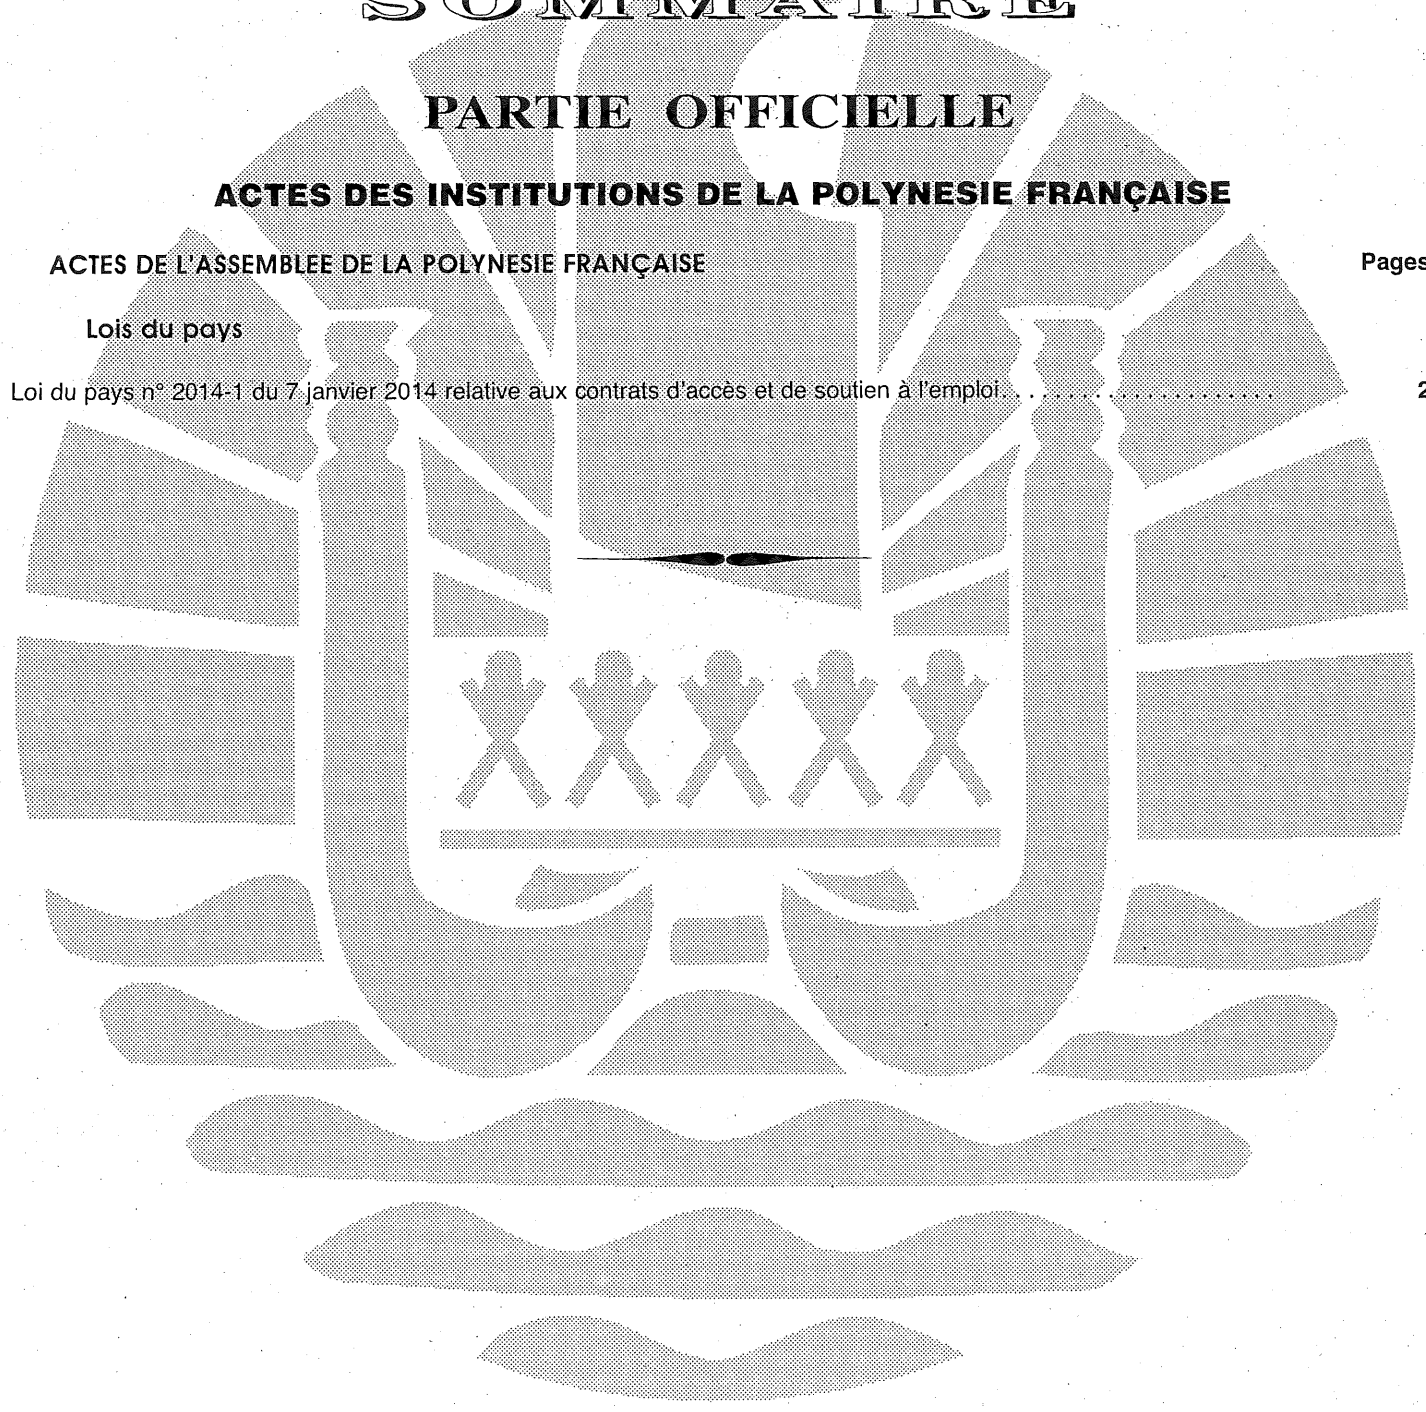 SOMMAIRE
PARTIE OFFICIELLE
ACTES DES INSTITUTIONS DE LA POLYNESIE FRANÇAISE
ACTES DE L'ASSEMBLEE DE LA POLYNESIE FRANÇAISE Pages
Lois du pays
Loi du pays n° 2014-1 du 7 janvier 2014 relative aux contrats d'accès et de soutien à l'emploi. . . . . . . . . . . . . . . . . . . . . 2